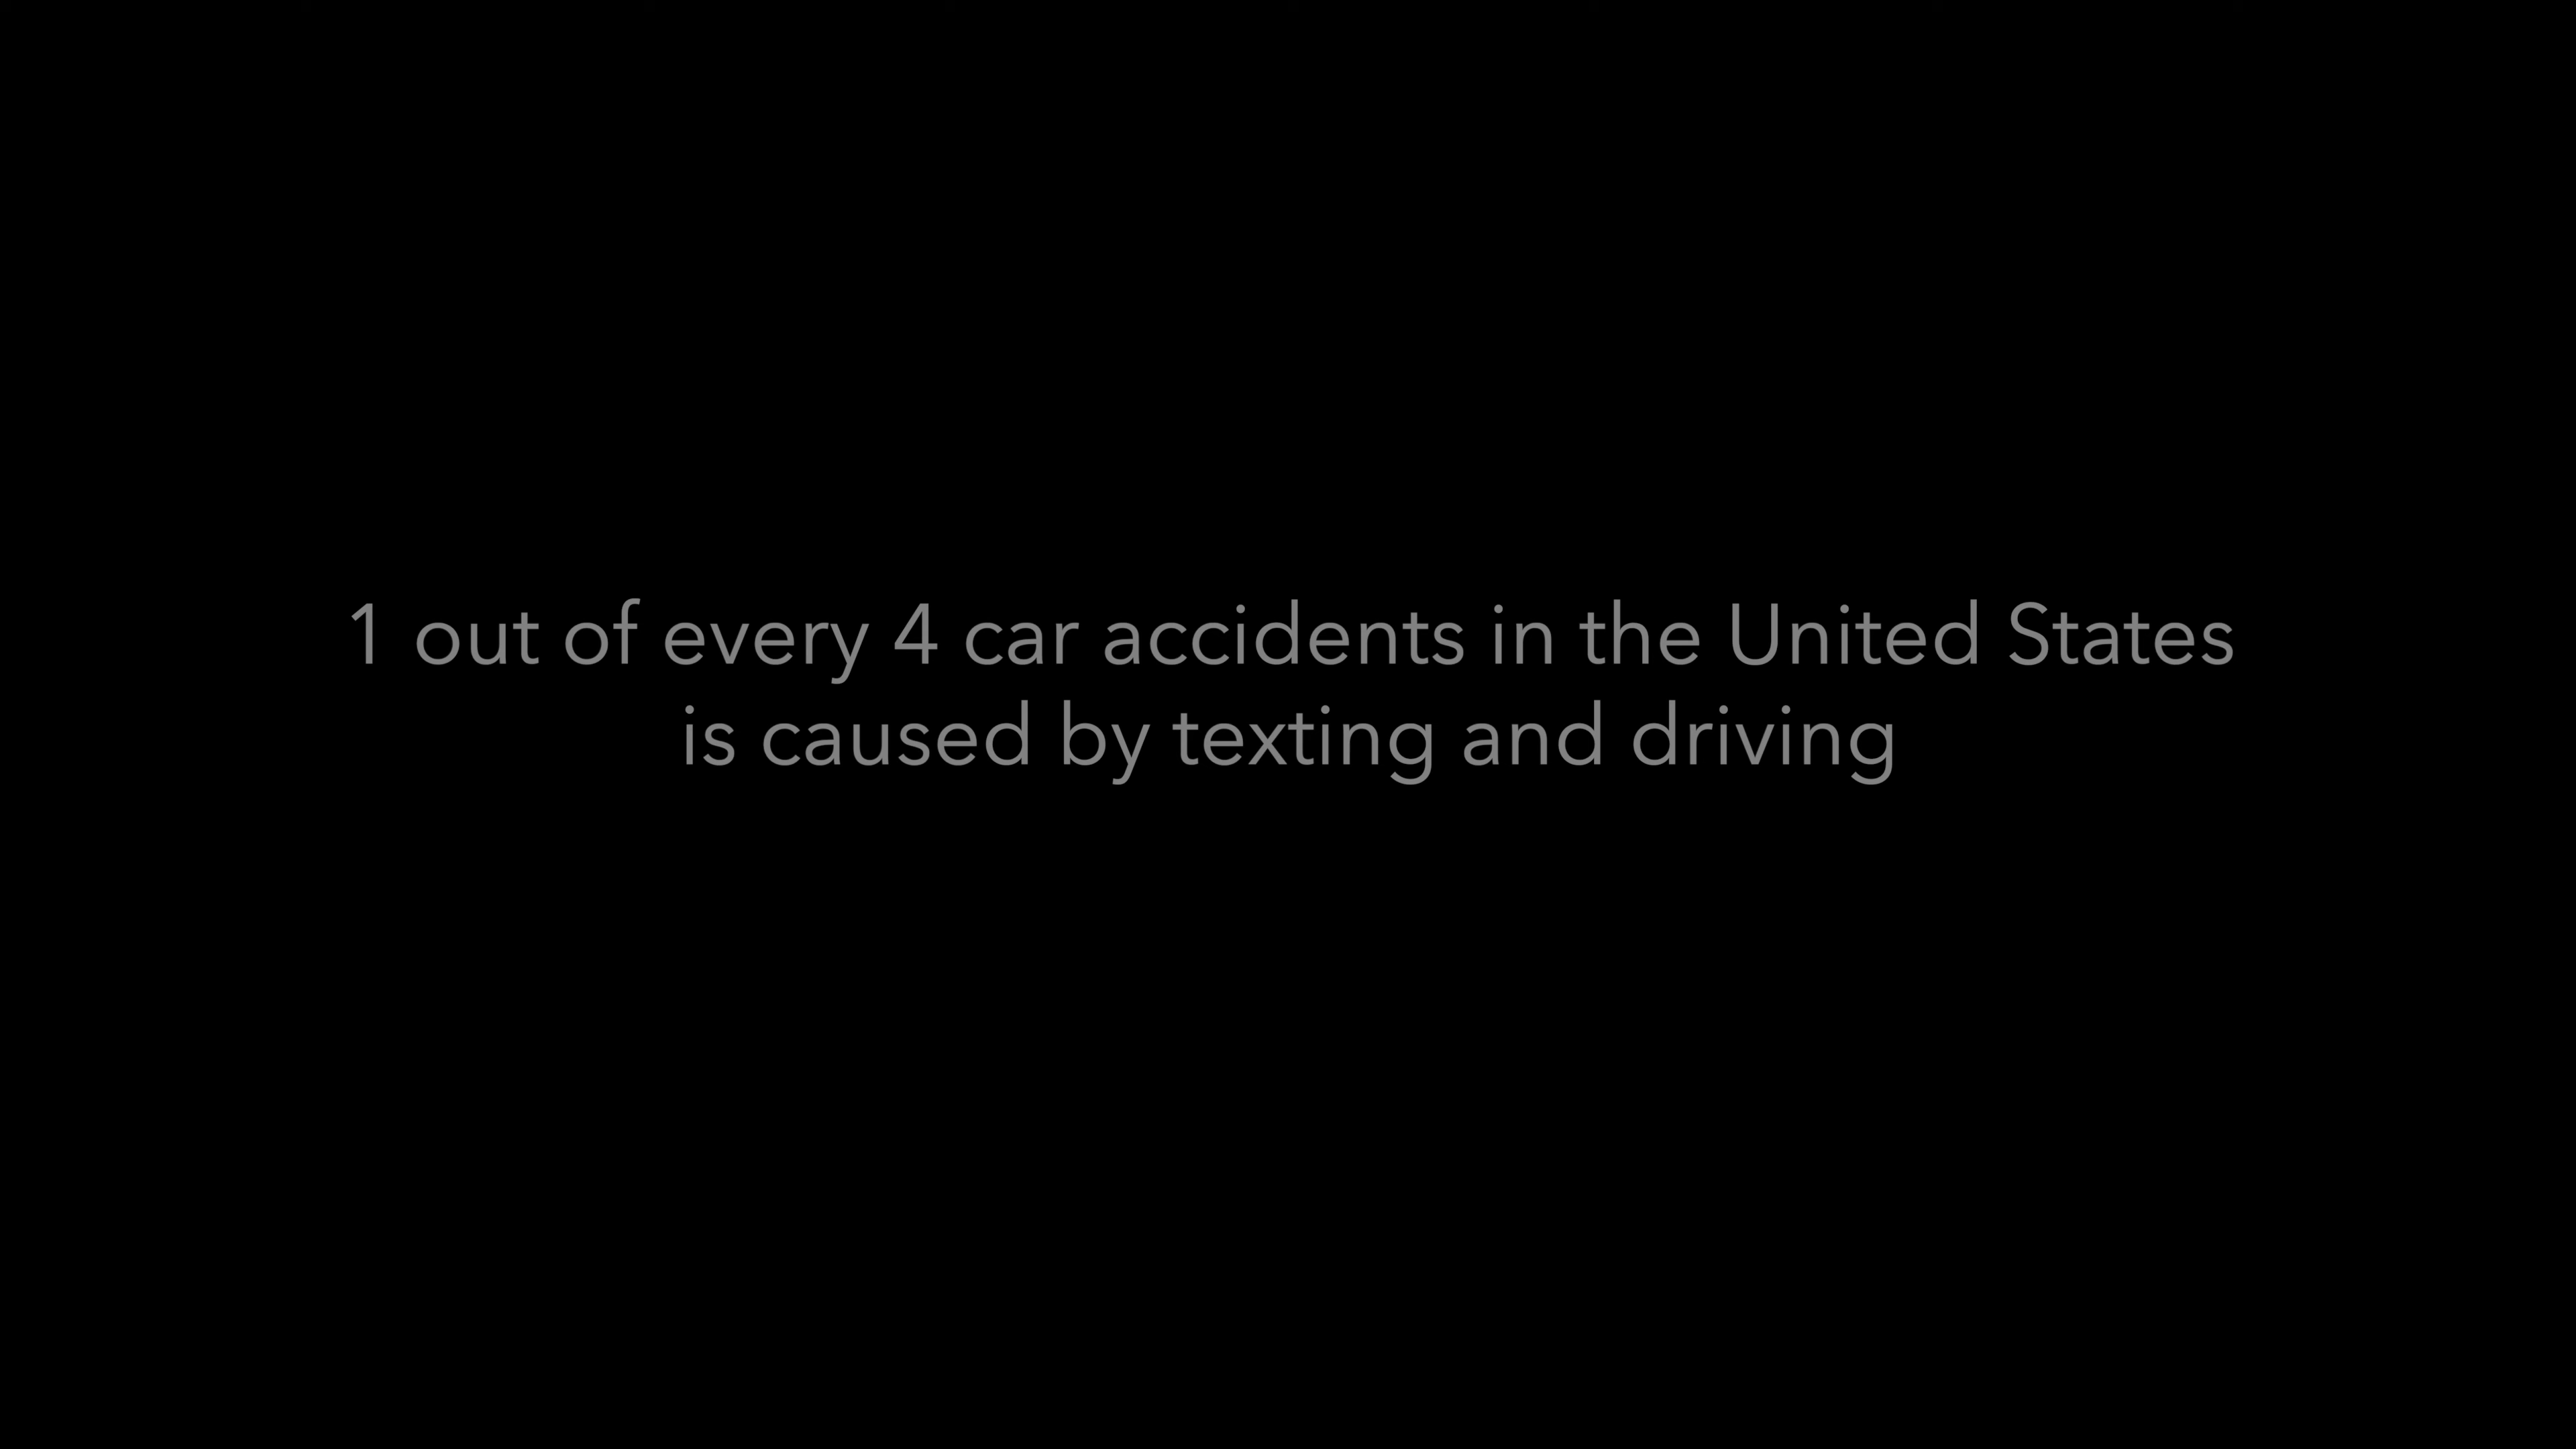 1 out of every 4 car accidents in the United States
is caused by texting and driving